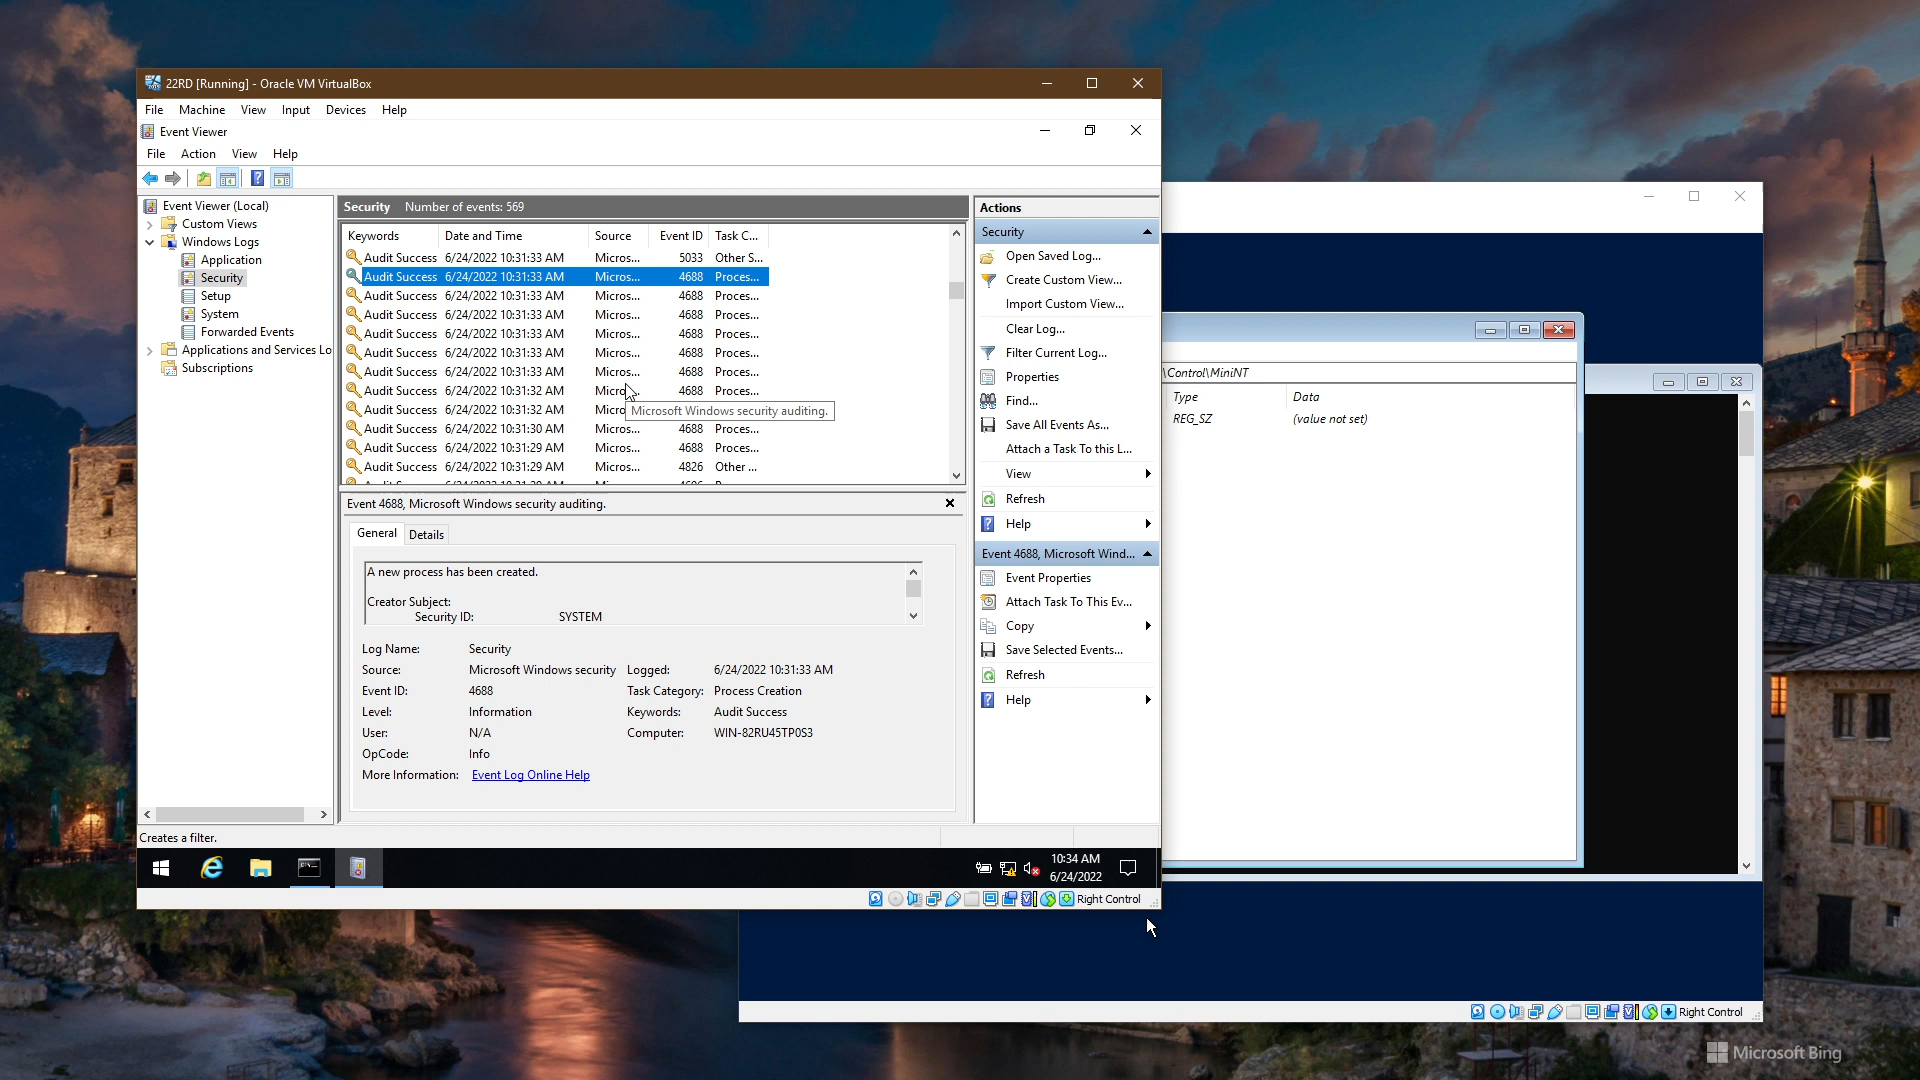 22RD [Running] - Oracle VM VirtualBox
File Machine View Input Devices Help
Event Viewer
File Action View Help
Event Viewer (Local)
Custom Views
Windows Logs
Application
Security
Setup
System
Forwarded Events
Applications and Services Lo
Subscriptions
Security Number of events: 569
Keywords Date and Time Source Event ID Task C...
Audit Success 6/24/2022 10:31:33 AM Micros... 5033 Other S...
Audit Success 6/24/2022 10:31:33 AM Micros... 4688 Proces...
Audit Success 6/24/2022 10:31:33 AM Micros... 4688 Proces...
Audit Success 6/24/2022 10:31:33 AM Micros... 4688 Proces...
Audit Success 6/24/2022 10:31:33 AM Micros... 4688 Proces...
Audit Success 6/24/2022 10:31:33 AM Micros... 4688 Proces...
Audit Success 6/24/2022 10:31:33 AM Micros... 4688 Proces...
Audit Success 6/24/2022 10:31:32 AM Micro 4688 Proces...
Audit Success 6/24/2022 10:31:32 AM Micro
Microsoft Windows security auditing.
Audit Success 6/24/2022 10:31:30 AM Micros... 4688 Proces...
Audit Success 6/24/2022 10:31:29 AM Micros... 4688 Proces...
Audit Success 6/24/2022 10:31:29 AM Micros... 4826 Other ...
Event 4688, Microsoft Windows security auditing.
General Details
A new process has been created.
Creator Subject:
Security ID: SYSTEM
Log Name: Security
Source: Microsoft Windows security Logged: 6/24/2022 10:31:33 AM
Event ID: 4688 Task Category: Process Creation
Level: Information Keywords: Audit Success
User: N/A Computer: WIN-82RU45TP0S3
OpCode: Info
More Information: Event Log Online Help
Actions
Security
Open Saved Log...
Create Custom View...
Import Custom View...
Clear Log...
Filter Current Log...
Properties
Find...
Save All Events As...
Attach a Task To this L...
View
Refresh
Help
Event 4688, Microsoft Wind...
Event Properties
Attach Task To This Ev...
Copy
Save Selected Events...
Refresh
Help
Creates a filter.
10:34 AM
6/24/2022
Right Control
\Control\MiniNT
Type Data
REG_SZ (value not set)
Right Control
Microsoft Bing